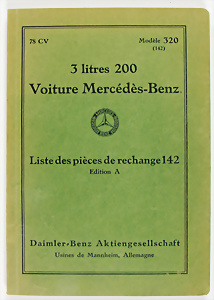 78 CV Modèle 320
(142)
3 litres 200
Voiture Mercédès-Benz
Liste des pièces de rechange 142
Edition A
Daimler-Benz Aktiengesellschaft
Usines de Mannheim, Allemagne